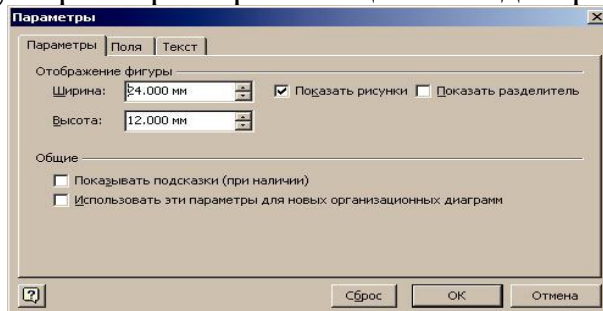 Параметры
Параметры Поля Текст
Отображение фигуры
Ширина: 24.000 мм Показать рисунки Показать разделитель
Высота: 12.000 мм
Общие
Показывать подсказки (при наличии)
Использовать эти параметры для новых организационных диаграмм
Сброс ОК Отмена